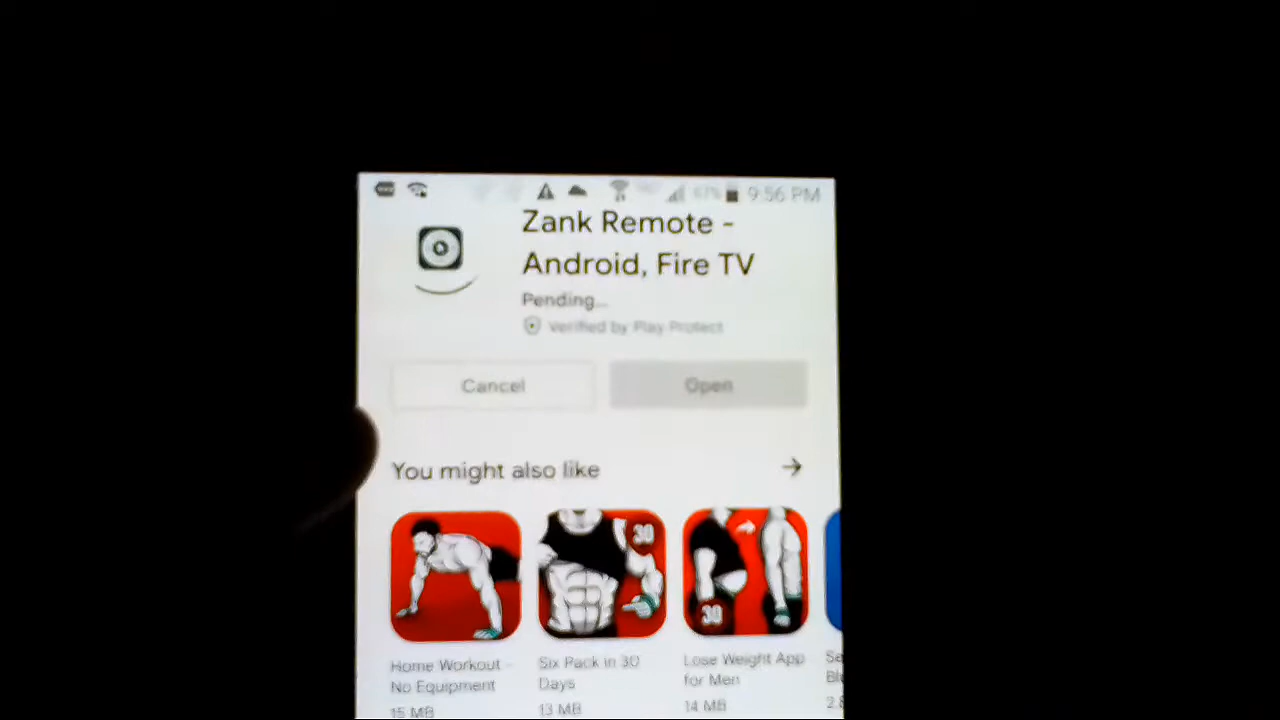 9:56 PM
Zank Remote -
Android, Fire TV
Pending...
Verified by Play Protect
Cancel
Open
You might also like
30
30
Home Workout -
No Equipment
15 MB
Six Pack in 30
Days
13 MB
Lose Weight App
for Men
14 MB